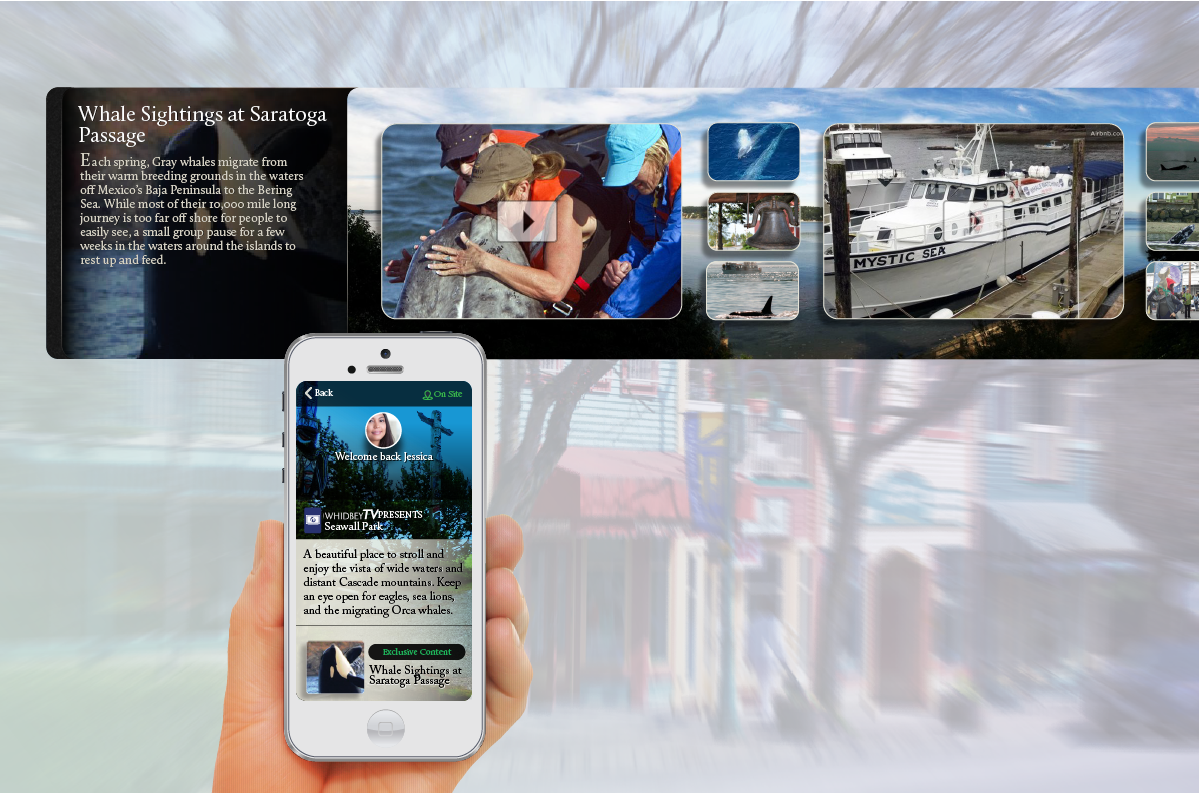 Whale Sightings at Saratoga
Passage
Each spring, Gray whales migrate from
their warm breeding grounds in the waters
off Mexico's Baja Peninsula to the Bering
Sea. While most of their 10,000 mile long
journey is too far off shore for people to
easily see, a small group pause for a few
weeks in the waters around the islands to
rest up and feed.
Airbnb.co
MYSTIC SEA
Back
On Site
Welcome back Jessica
WHIDBEYTVPRESENTS
Seawall Park
A beautiful place to stroll and
enjoy the vista of wide waters and
distant Cascade mountains. Keep
an eye open for eagles, sea lions,
and the migrating Orca whales.
Exclusive Content
Whale Sightings at
Saratoga Passage